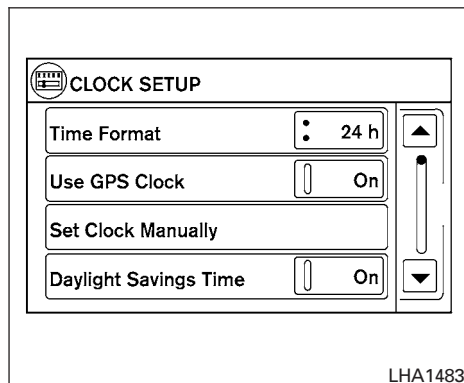 CLOCK SETUP
Time Format 24 h
Use GPS Clock On
Set Clock Manually
Daylight Savings Time On
LHA1483